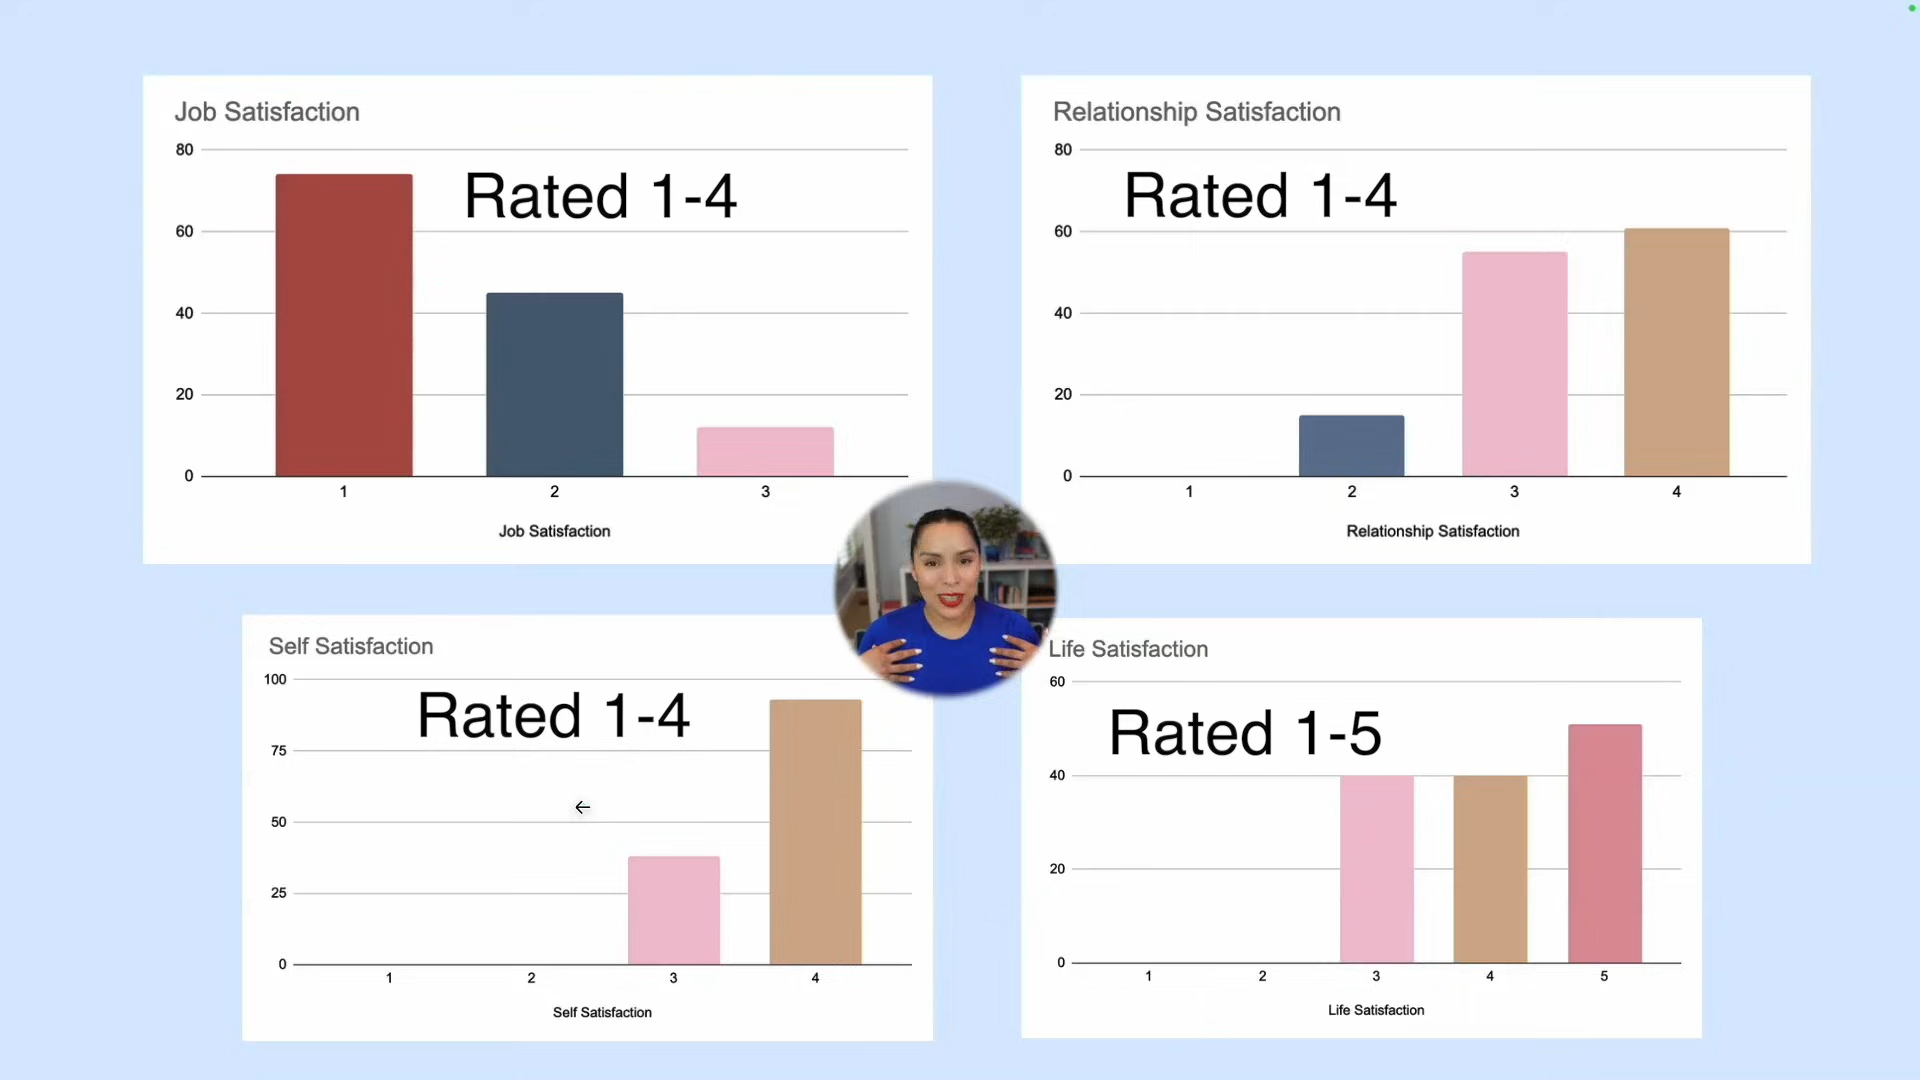 Job Satisfaction
80
60
40
20
0
Rated 1-4
1 2 3
Job Satisfaction
Relationship Satisfaction
80
60
40
20
0
Rated 1-4
1 2 3 4
Relationship Satisfaction
Self Satisfaction
100
75
50
25
0
Rated 1-4
1 2 3 4
Self Satisfaction
Life Satisfaction
60
40
20
0
Rated 1-5
1 2 3 4 5
Life Satisfaction